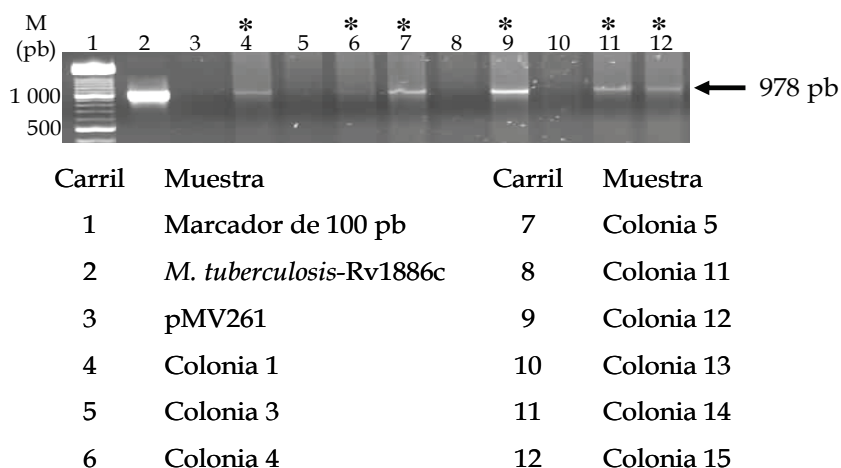 M * * * * * *
(pb) 1 2 3 4 5 6 7 8 9 10 11 12
1 000
978 pb
500
Carril Muestra Carril Muestra
1 Marcador de 100 pb 7 Colonia 5
2 M. tuberculosis-Rv1886c 8 Colonia 11
3 pMV261 9 Colonia 12
4 Colonia 1 10 Colonia 13
5 Colonia 3 11 Colonia 14
6 Colonia 4 12 Colonia 15